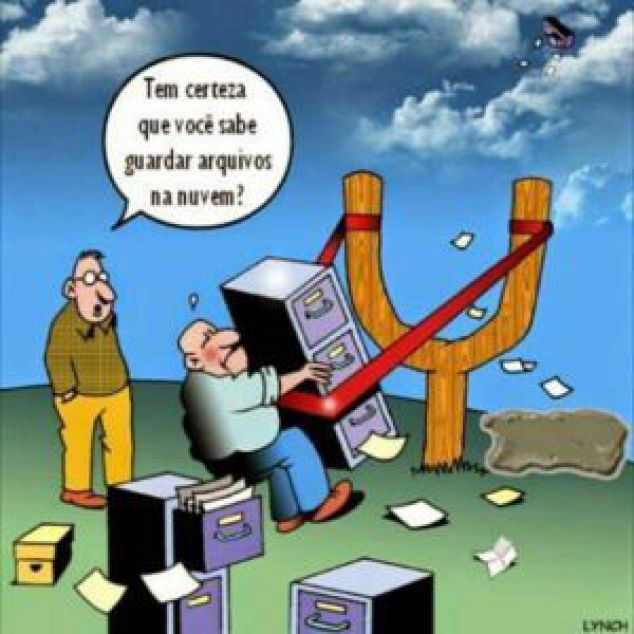 Tem certeza
que você sabe
guardar arquivos
na nuvem?
LYNCH